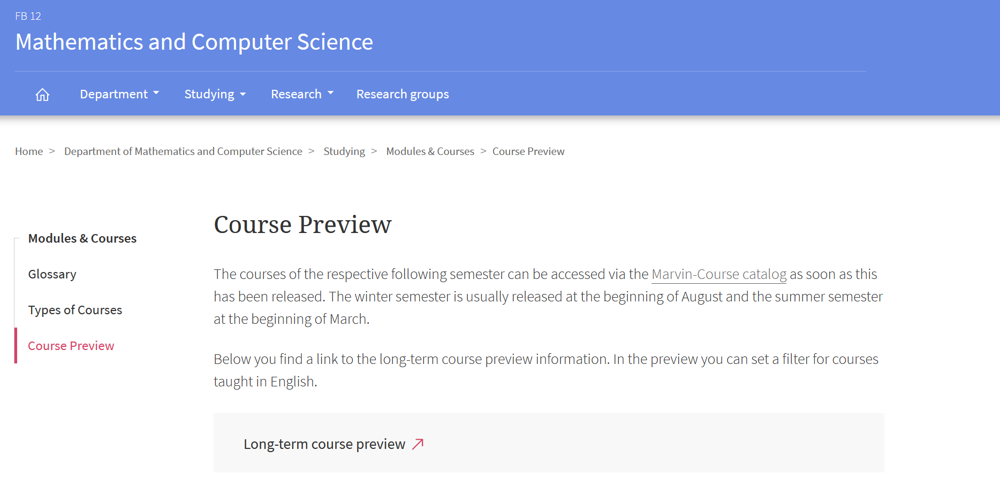 FB 12
Mathematics and Computer Science
Department
Studying
Research
Research groups
Home > Department of Mathematics and Computer Science > Studying > Modules & Courses > Course Preview
Modules & Courses
Glossary
Types of Courses
Course Preview
Course Preview
The courses of the respective following semester can be accessed via the Marvin-Course catalog as soon as this
has been released. The winter semester is usually released at the beginning of August and the summer semester
at the beginning of March.
Below you find a link to the long-term course preview information. In the preview you can set a filter for courses
taught in English.
Long-term course preview